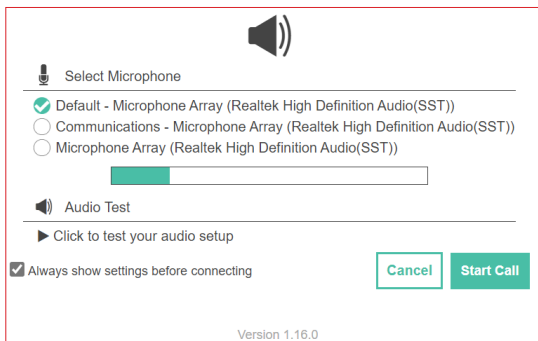 Select Microphone
Default - Microphone Array (Realtek High Definition Audio(SST))
Communications - Microphone Array (Realtek High Definition Audio(SST))
Microphone Array (Realtek High Definition Audio(SST))
Audio Test
Click to test your audio setup
Always show settings before connecting
Cancel
Start Call
Version 1.16.0